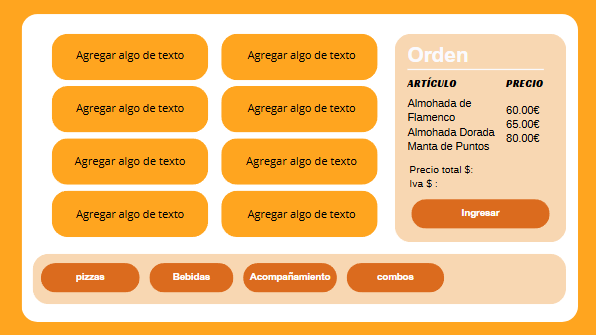 Agregar algo de texto
Agregar algo de texto
Agregar algo de texto
Agregar algo de texto
Agregar algo de texto
Agregar algo de texto
Agregar algo de texto
Agregar algo de texto
Orden
ARTÍCULO PRECIO
Almohada de
Flamenco 60.00€
Almohada Dorada 65.00€
Manta de Puntos 80.00€
Precio total $:
Iva $ :
Ingresar
pizzas
Bebidas
Acompañamiento
combos